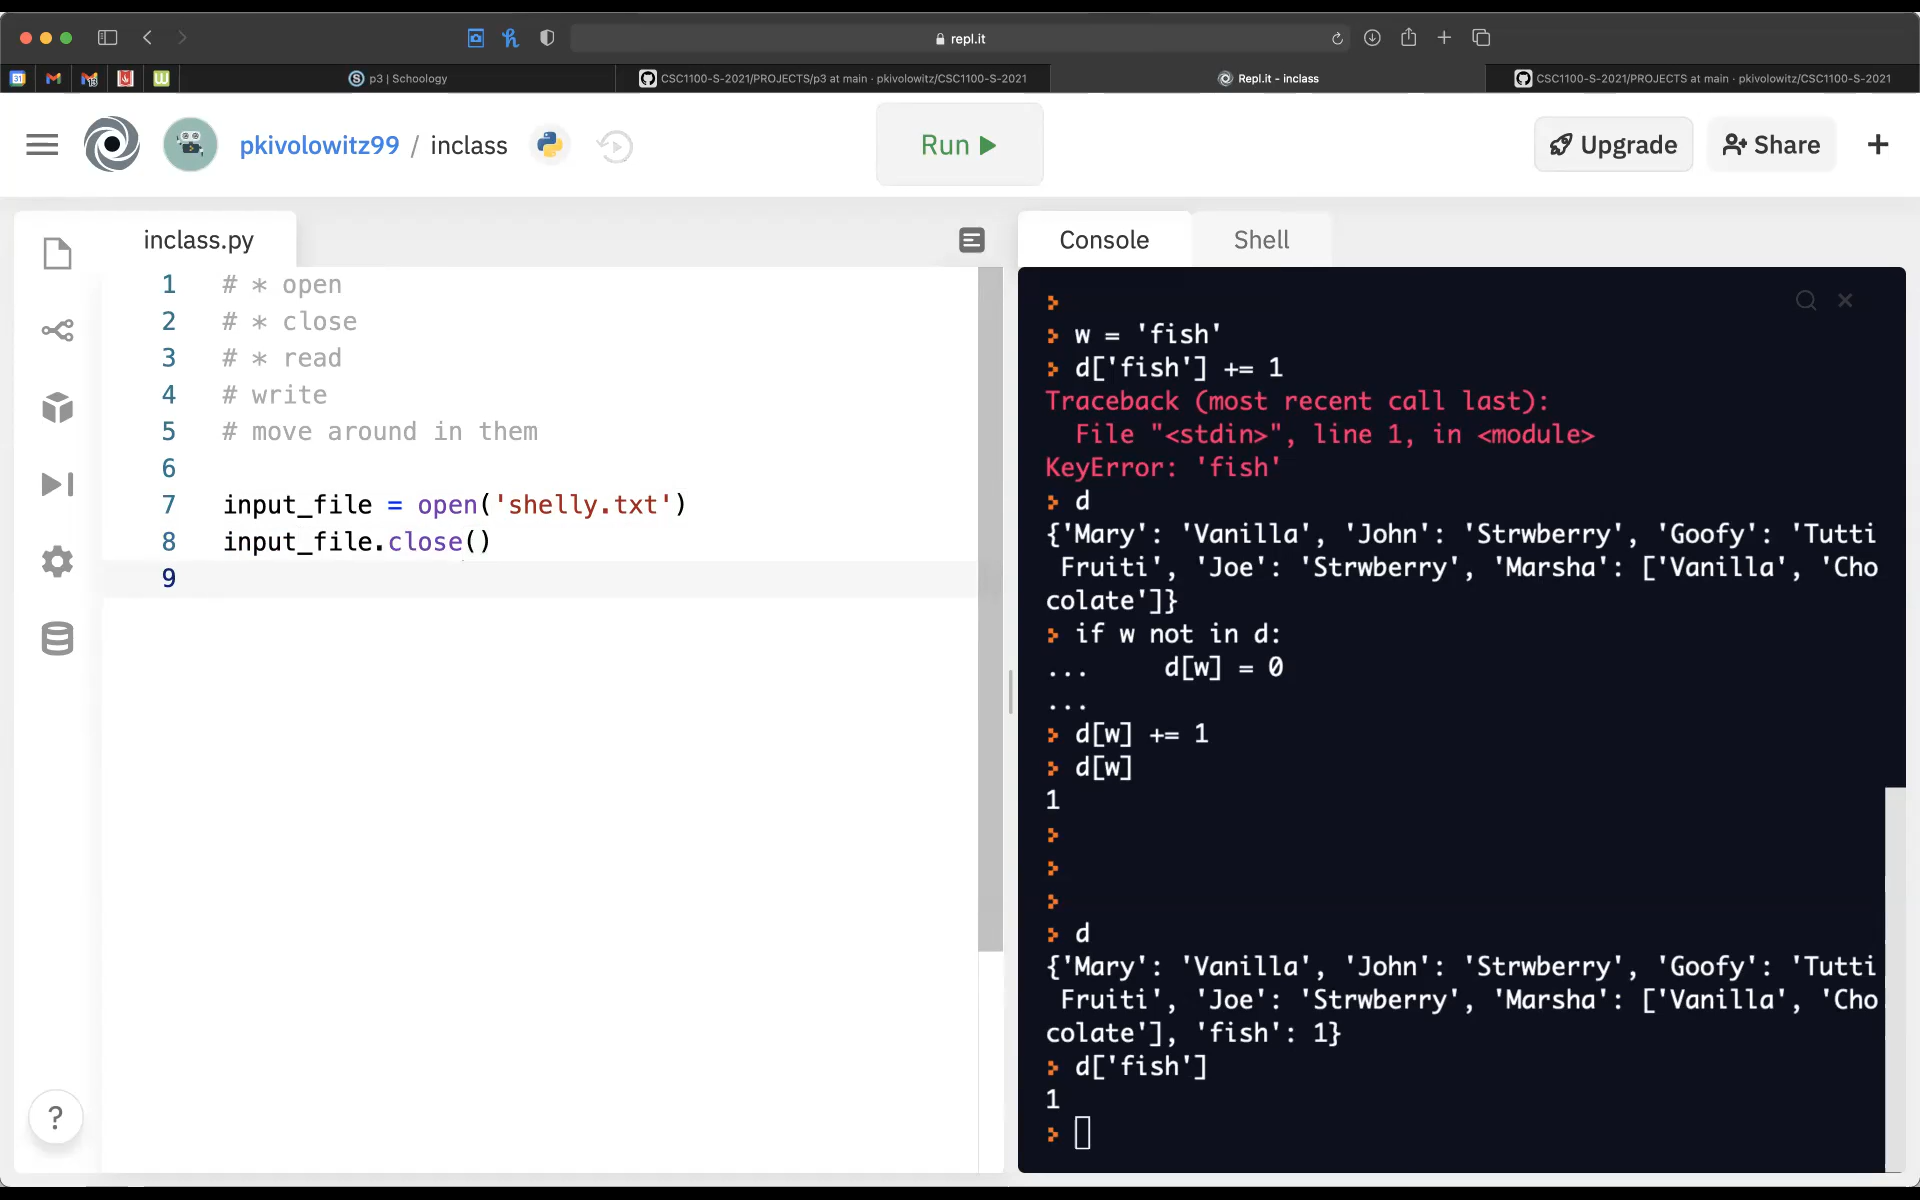 repl.it
p3 | Schoology
CSC1100-S-2021/PROJECTS/p3 at main · pkivolowitz/CSC1100-S-2021
Repl.it - inclass
CSC1100-S-2021/PROJECTS at main · pkivolowitz/CSC1100-S-2021
pkivolowitz99 / inclass
Run
Upgrade
Share
+
inclass.py
1 # * open
2 # * close
3 # * read
4 # write
5 # move around in them
6
7 input_file = open('shelly.txt')
8 input_file.close()
9
?
Console
Shell
>
> w = 'fish'
> d['fish'] += 1
Traceback (most recent call last):
File "<stdin>", line 1, in <module>
KeyError: 'fish'
> d
{'Mary': 'Vanilla', 'John': 'Strwberry', 'Goofy': 'Tutti
Fruiti', 'Joe': 'Strwberry', 'Marsha': ['Vanilla', 'Cho
colate']}
> if w not in d:
...     d[w] = 0
...
> d[w] += 1
> d[w]
1
>
>
>
> d
{'Mary': 'Vanilla', 'John': 'Strwberry', 'Goofy': 'Tutti
Fruiti', 'Joe': 'Strwberry', 'Marsha': ['Vanilla', 'Cho
colate'], 'fish': 1}
> d['fish']
1
>